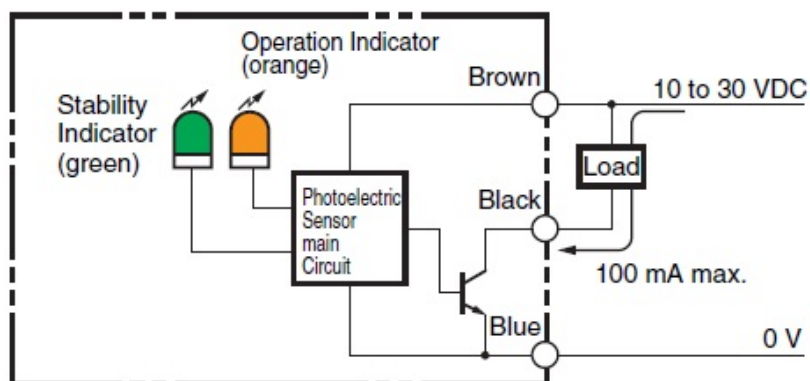 Operation Indicator
(orange)
Stability
Indicator
(green)
Brown
10 to 30 VDC
Load
Photoelectric
Sensor
main
Circuit
Black
100 mA max.
Blue
0 V